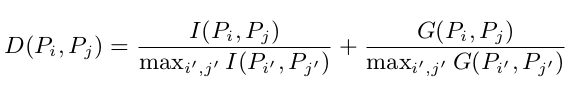 D(P_i, P_j) = \frac{I(P_i, P_j)}{\max_{i',j'} I(P_{i'}, P_{j'})} + \frac{G(P_i, P_j)}{\max_{i',j'} G(P_{i'}, P_{j'})}